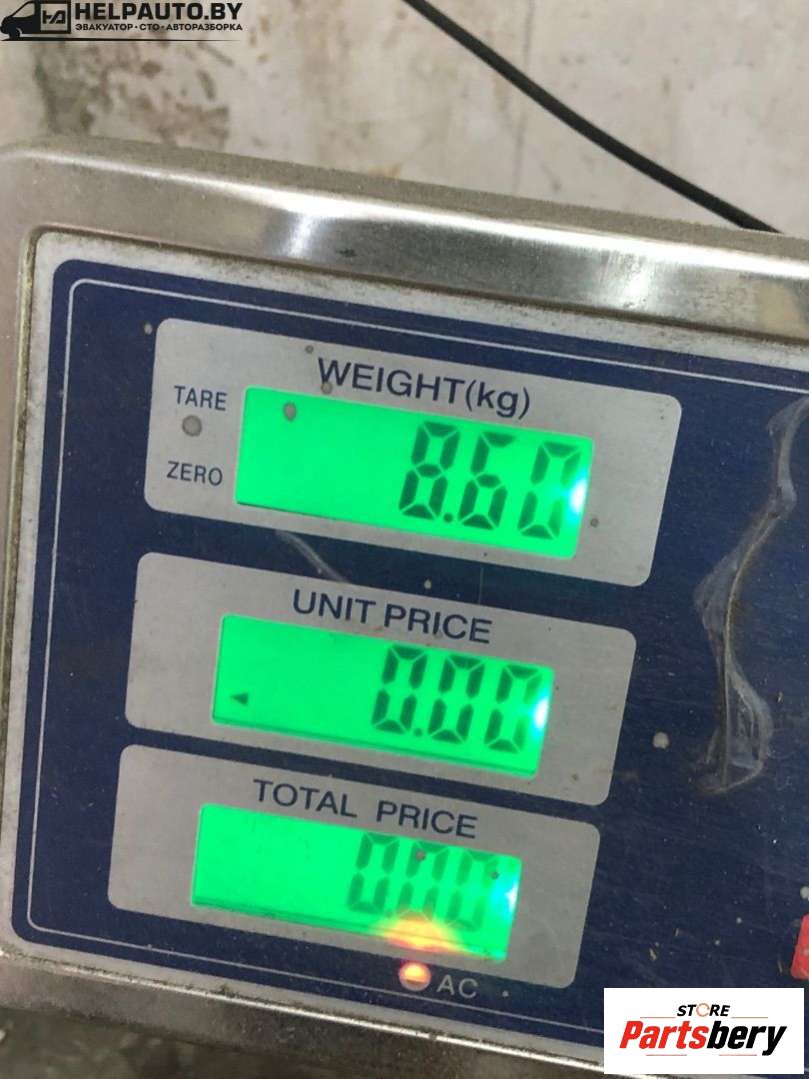 HELPAUTO.BY
ЭВАКУАТОР·СТО·АВТОРАЗБОРКА
WEIGHT(kg)
TARE
ZERO
8.60
UNIT PRICE
0.00
TOTAL PRICE
0.00
AC
STORE
Partsbery